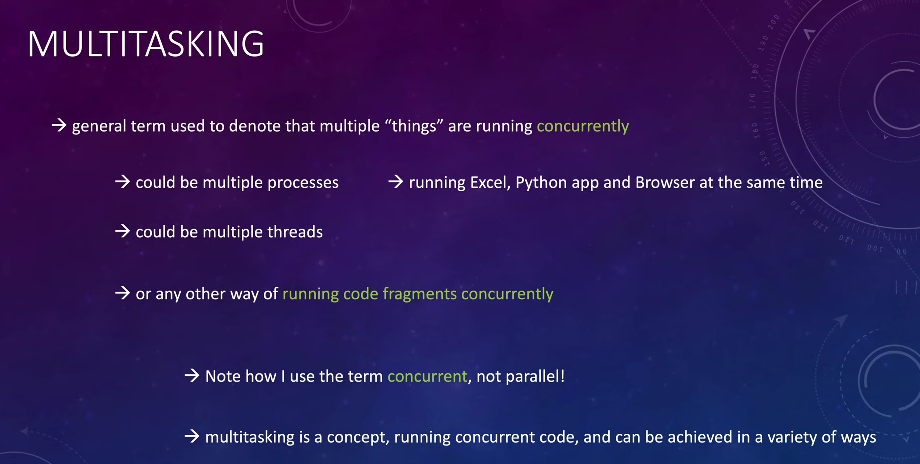 MULTITASKING
→ general term used to denote that multiple “things” are running concurrently
→ could be multiple processes → running Excel, Python app and Browser at the same time
→ could be multiple threads
→ or any other way of running code fragments concurrently
→ Note how I use the term concurrent, not parallel!
→ multitasking is a concept, running concurrent code, and can be achieved in a variety of ways